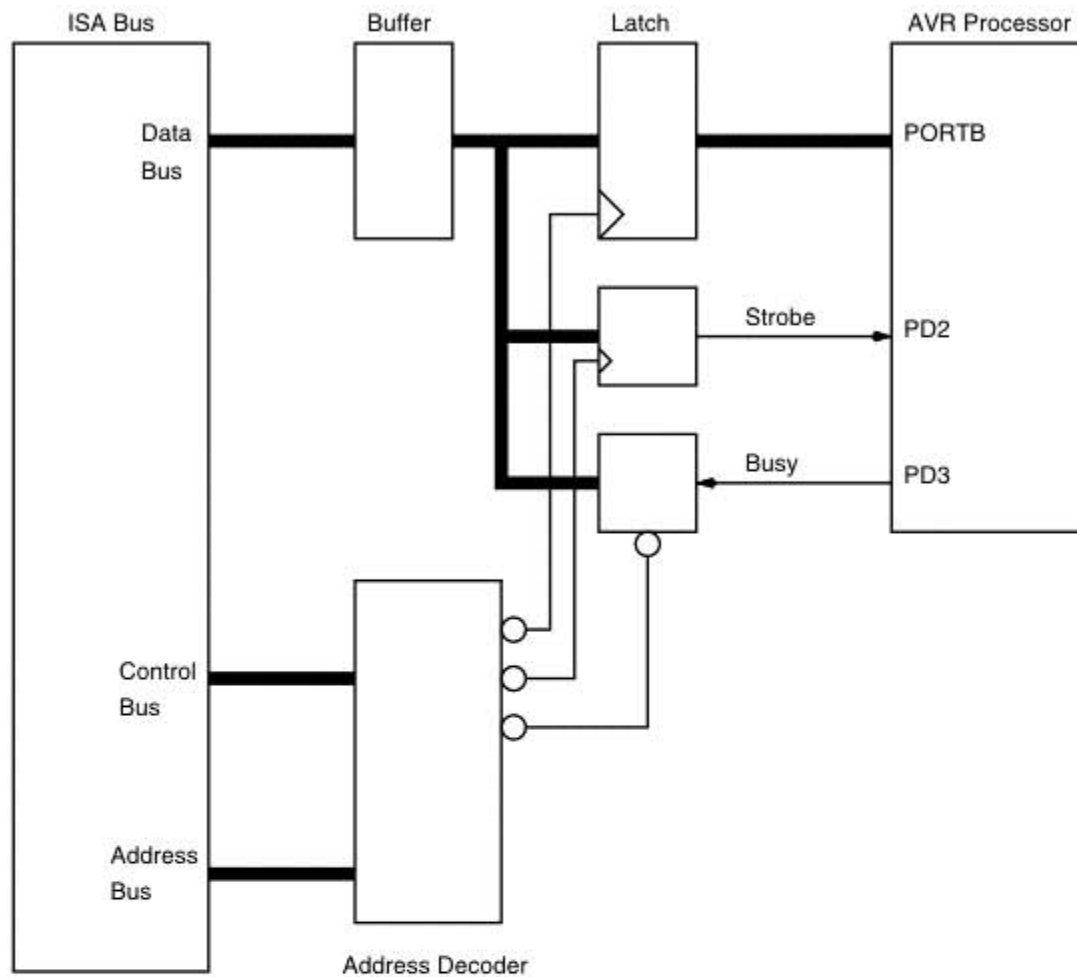 ISA Bus
Buffer
Latch
AVR Processor
Data
Bus
PORTB
Strobe
PD2
Busy
PD3
Control
Bus
Address
Bus
Address Decoder